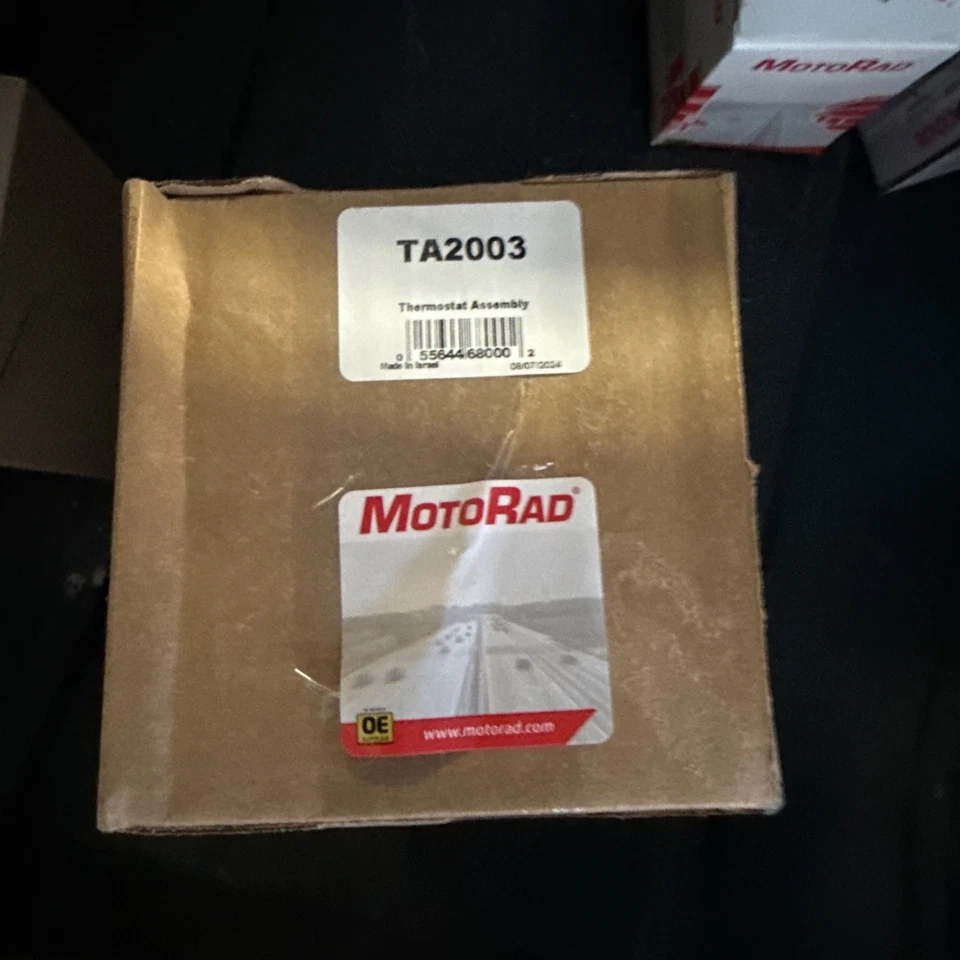 MOTORAD
TA2003
Thermostat Assembly
0 55644 68000 2
Made In Israel 08/07/2024
MOTORAD®
OE
www.motorad.com